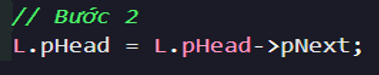 // Bước 2
L.pHead = L.pHead->pNext;